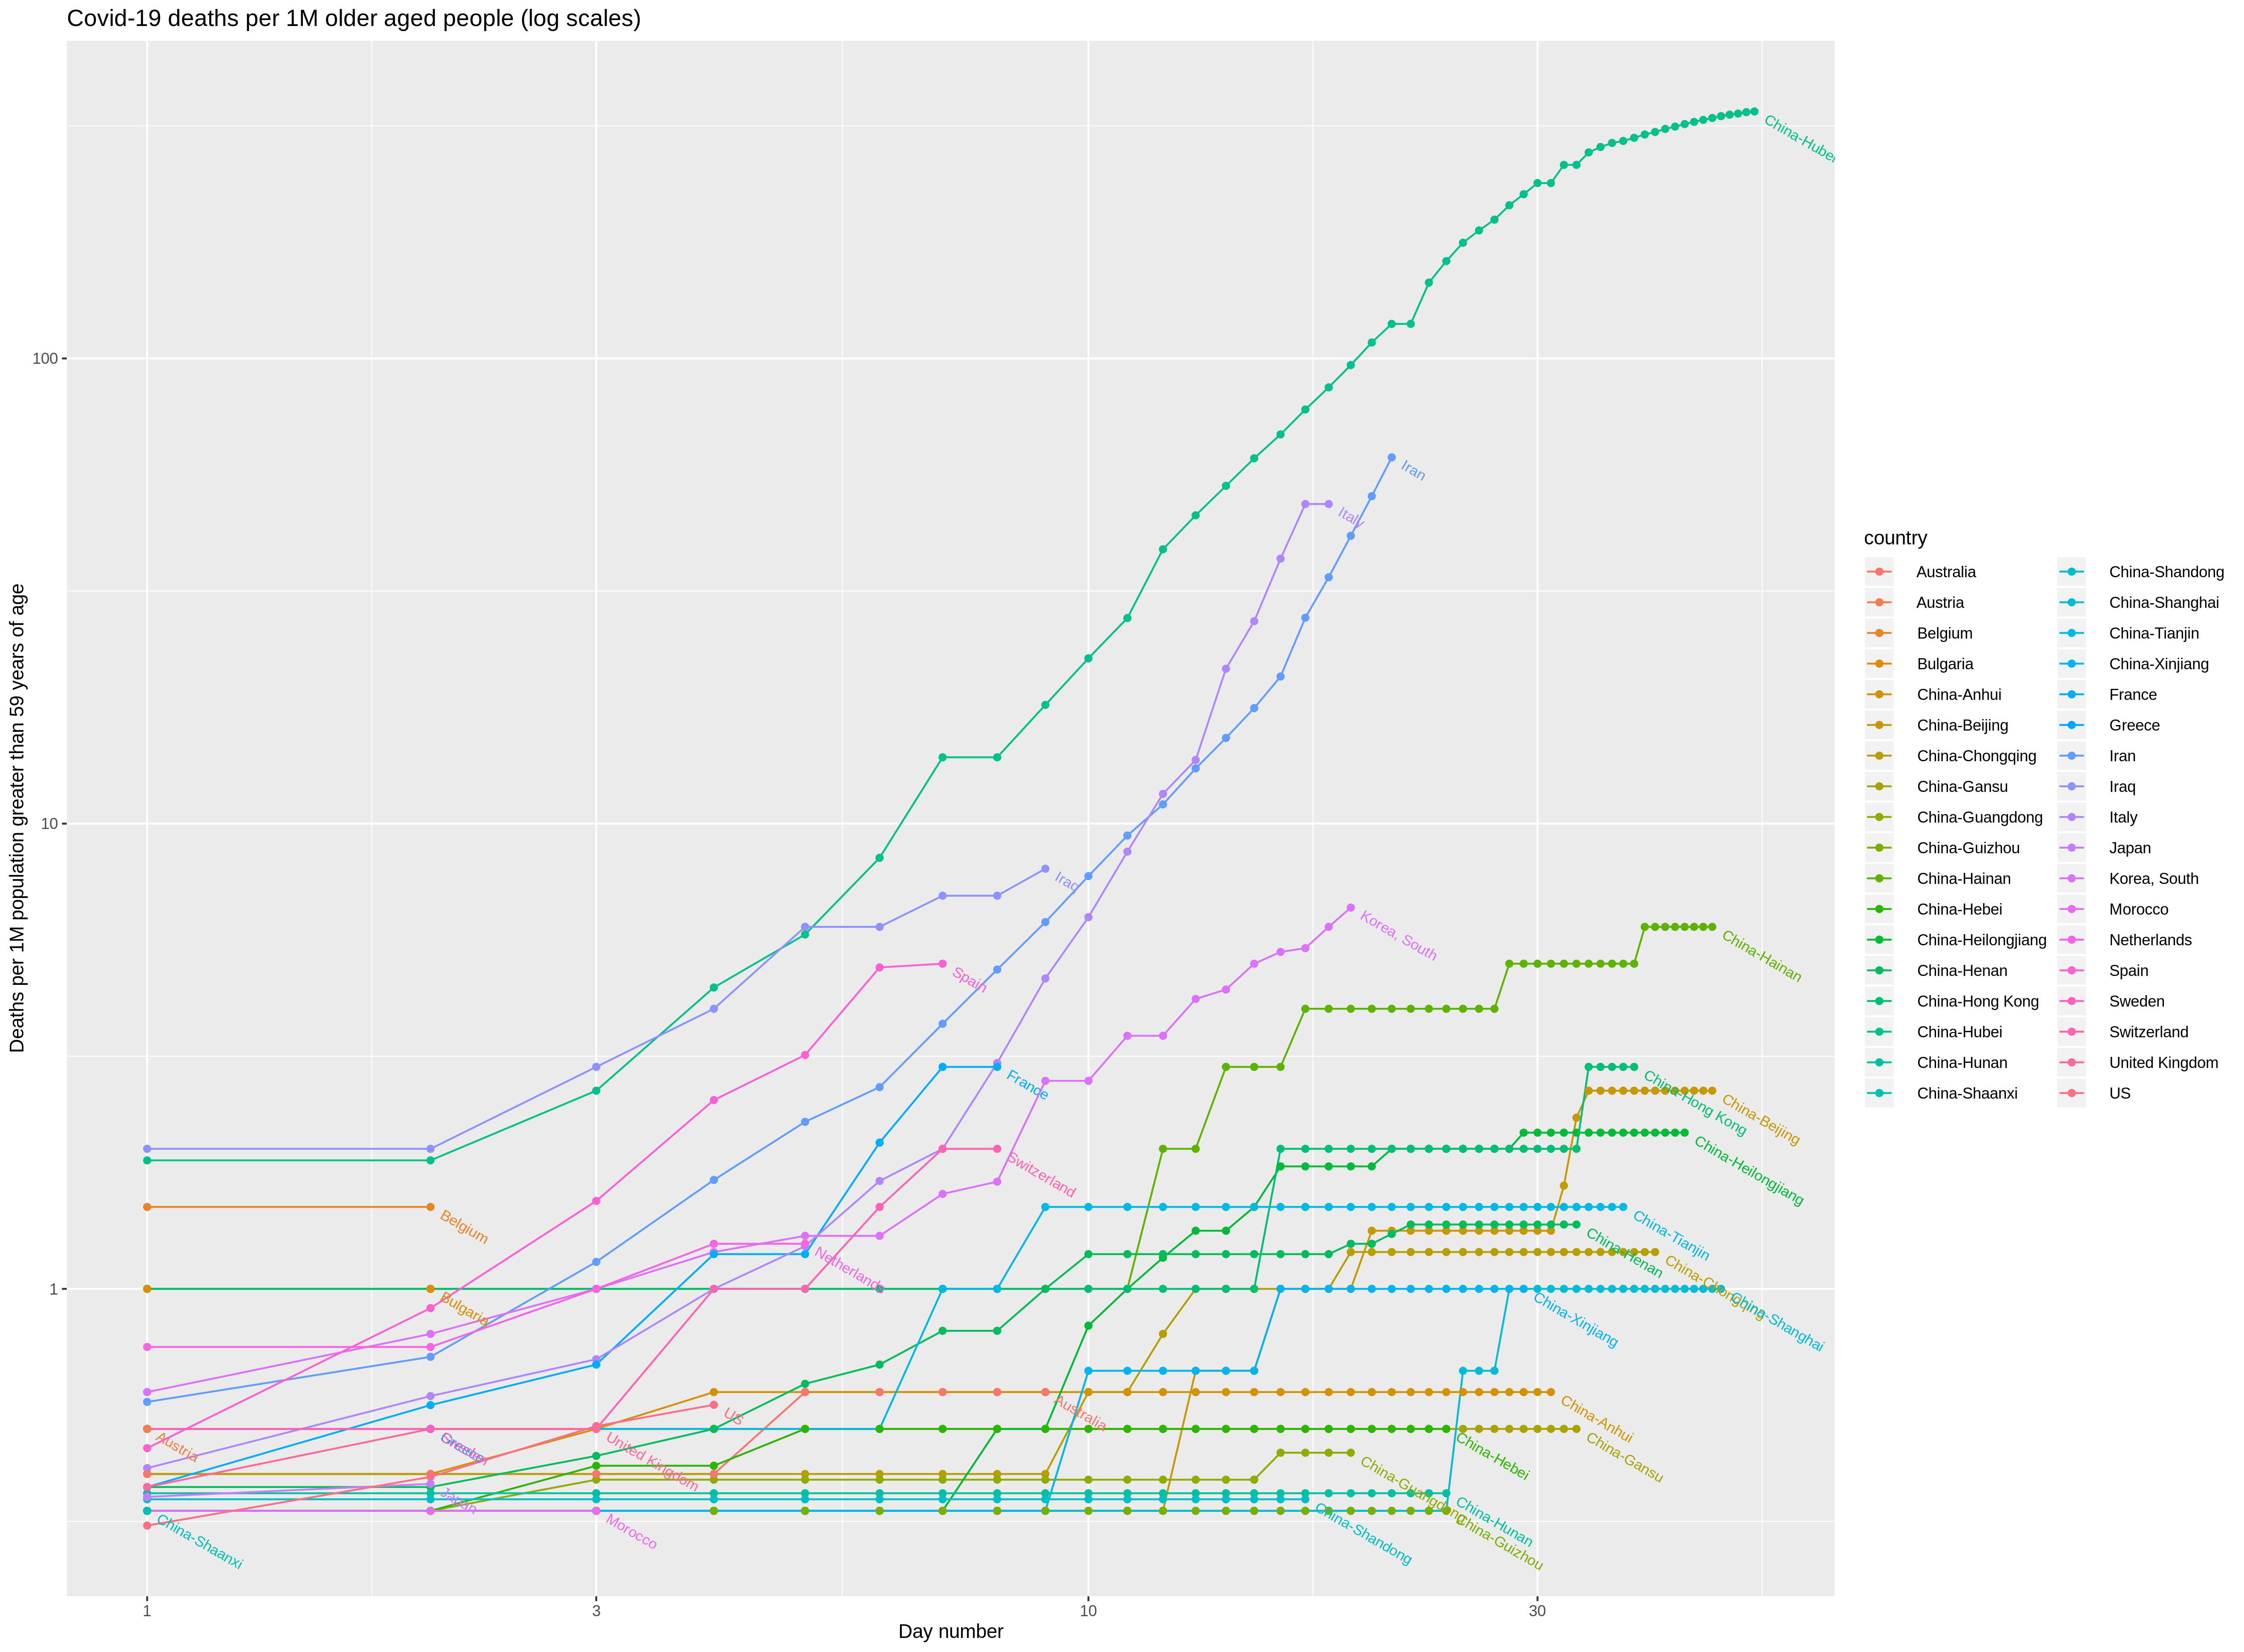 Covid-19 deaths per 1M older aged people (log scales)
Deaths per 1M population greater than 59 years of age
100
10
1
China-Hubei
Iran
Italy
Iraq
Korea, South
China-Hainan
Spain
France
China-Hong Kong
China-Beijing
China-Heilongjiang
Switzerland
Belgium
China-Tianjin
Netherlands
China-Henan
China-Chongqing
Bulgaria
China-Xinjiang
China-Shanghai
US
Australia
China-Anhui
Austria
Greece
Sweden
United Kingdom
China-Hebei
China-Gansu
China-Guangdong
Japan
China-Hunan
China-Shaanxi
Morocco
China-Shandong
China-Guizhou
1
3
10
30
Day number
country
Australia
Austria
Belgium
Bulgaria
China-Anhui
China-Beijing
China-Chongqing
China-Gansu
China-Guangdong
China-Guizhou
China-Hainan
China-Hebei
China-Heilongjiang
China-Henan
China-Hong Kong
China-Hubei
China-Hunan
China-Shaanxi
China-Shandong
China-Shanghai
China-Tianjin
China-Xinjiang
France
Greece
Iran
Iraq
Italy
Japan
Korea, South
Morocco
Netherlands
Spain
Sweden
Switzerland
United Kingdom
US